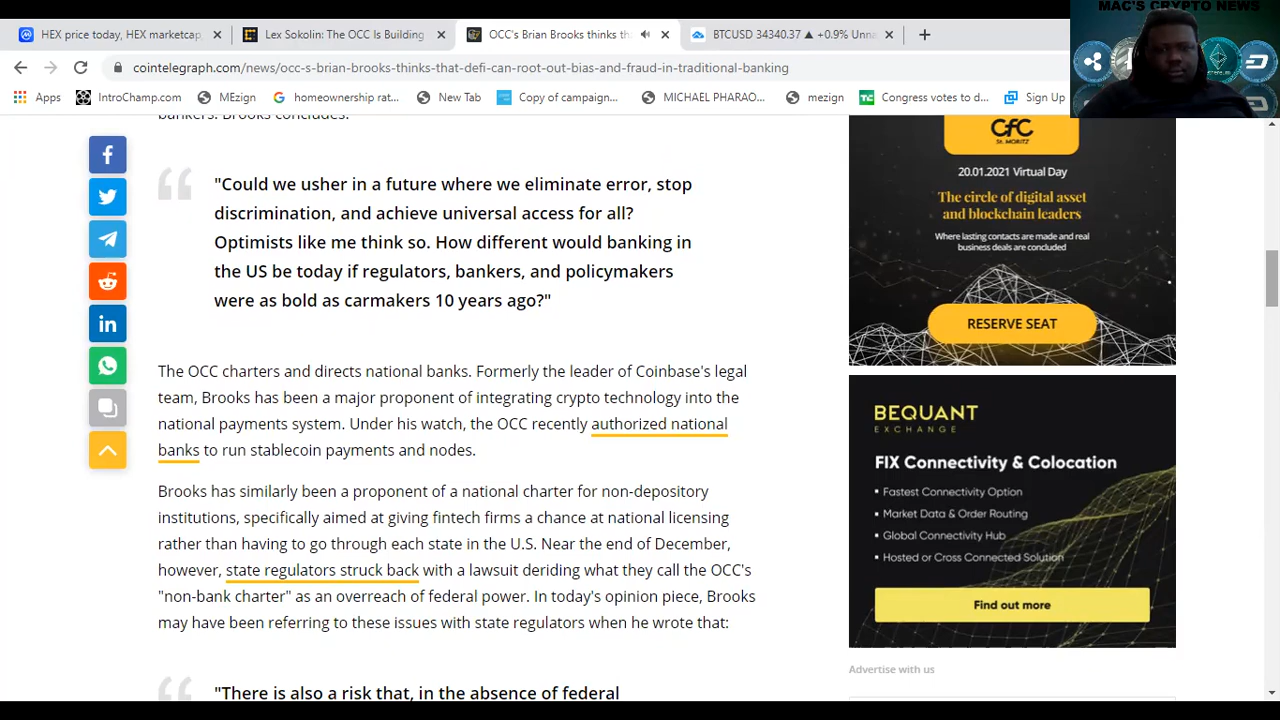 MAC'S CRYPTO NEWS
HEX price today, HEX marketcap,
Lex Sokolin: The OCC Is Building
OCC's Brian Brooks thinks th
BTCUSD 34340.37 ▲ +0.9% Unna
cointelegraph.com/news/occ-s-brian-brooks-thinks-that-defi-can-root-out-bias-and-fraud-in-traditional-banking
Apps
IntroChamp.com
MEzign
homeownership rat...
New Tab
Copy of campaign...
MICHAEL PHARAO...
mezign
Congress votes to d...
Sign Up
bankers. Brooks concludes:
"Could we usher in a future where we eliminate error, stop
discrimination, and achieve universal access for all?
Optimists like me think so. How different would banking in
the US be today if regulators, bankers, and policymakers
were as bold as carmakers 10 years ago?"
The OCC charters and directs national banks. Formerly the leader of Coinbase's legal
team, Brooks has been a major proponent of integrating crypto technology into the
national payments system. Under his watch, the OCC recently authorized national
banks to run stablecoin payments and nodes.
Brooks has similarly been a proponent of a national charter for non-depository
institutions, specifically aimed at giving fintech firms a chance at national licensing
rather than having to go through each state in the U.S. Near the end of December,
however, state regulators struck back with a lawsuit deriding what they call the OCC's
"non-bank charter" as an overreach of federal power. In today's opinion piece, Brooks
may have been referring to these issues with state regulators when he wrote that:
"There is also a risk that, in the absence of federal
CFC
ST. MORITZ
20.01.2021 Virtual Day
The circle of digital asset
and blockchain leaders
Where lasting contacts are made and real
business deals are concluded
RESERVE SEAT
BEQUANT
EXCHANGE
FIX Connectivity & Colocation
▪ Fastest Connectivity Option
▪ Market Data & Order Routing
▪ Global Connectivity Hub
▪ Hosted or Cross Connected Solution
Find out more
Advertise with us